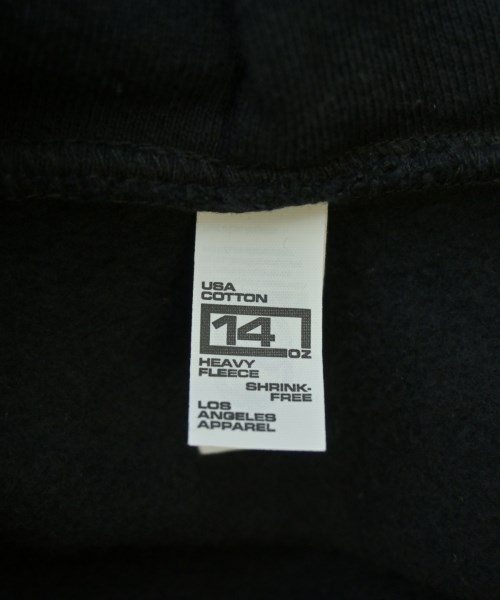 USA
COTTON
14
OZ
HEAVY
FLEECE
SHRINK-
FREE
LOS
ANGELES
APPAREL